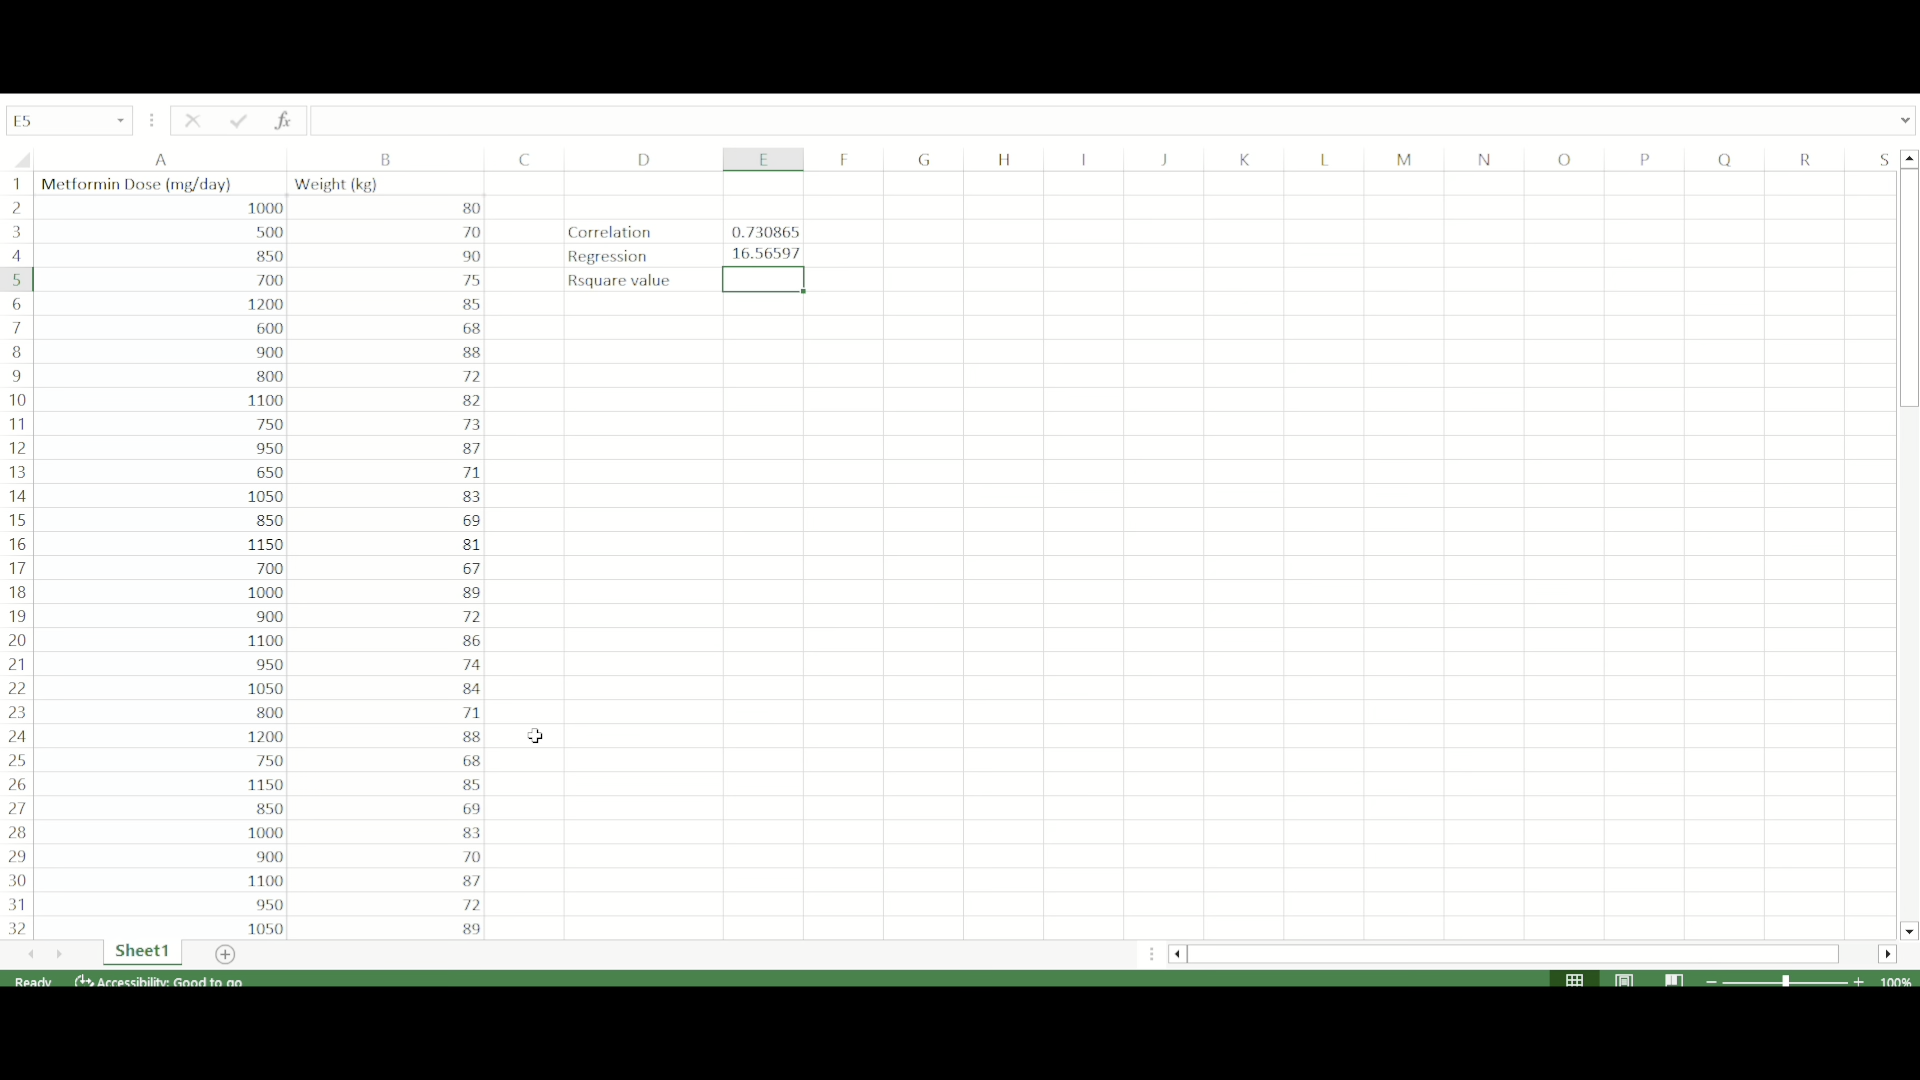 E5 fx
A B C D E F G H I J K L M N O P Q R S
1 Metformin Dose (mg/day) Weight (kg)
2 1000 80
3 500 70 Correlation 0.730865
4 850 90 Regression 16.56597
5 700 75 Rsquare value
6 1200 85
7 600 68
8 900 88
9 800 72
10 1100 82
11 750 73
12 950 87
13 650 71
14 1050 83
15 850 69
16 1150 81
17 700 67
18 1000 89
19 900 72
20 1100 86
21 950 74
22 1050 84
23 800 71
24 1200 88
25 750 68
26 1150 85
27 850 69
28 1000 83
29 900 70
30 1100 87
31 950 72
32 1050 89
Sheet1
Ready Accessibility: Good to go 100%